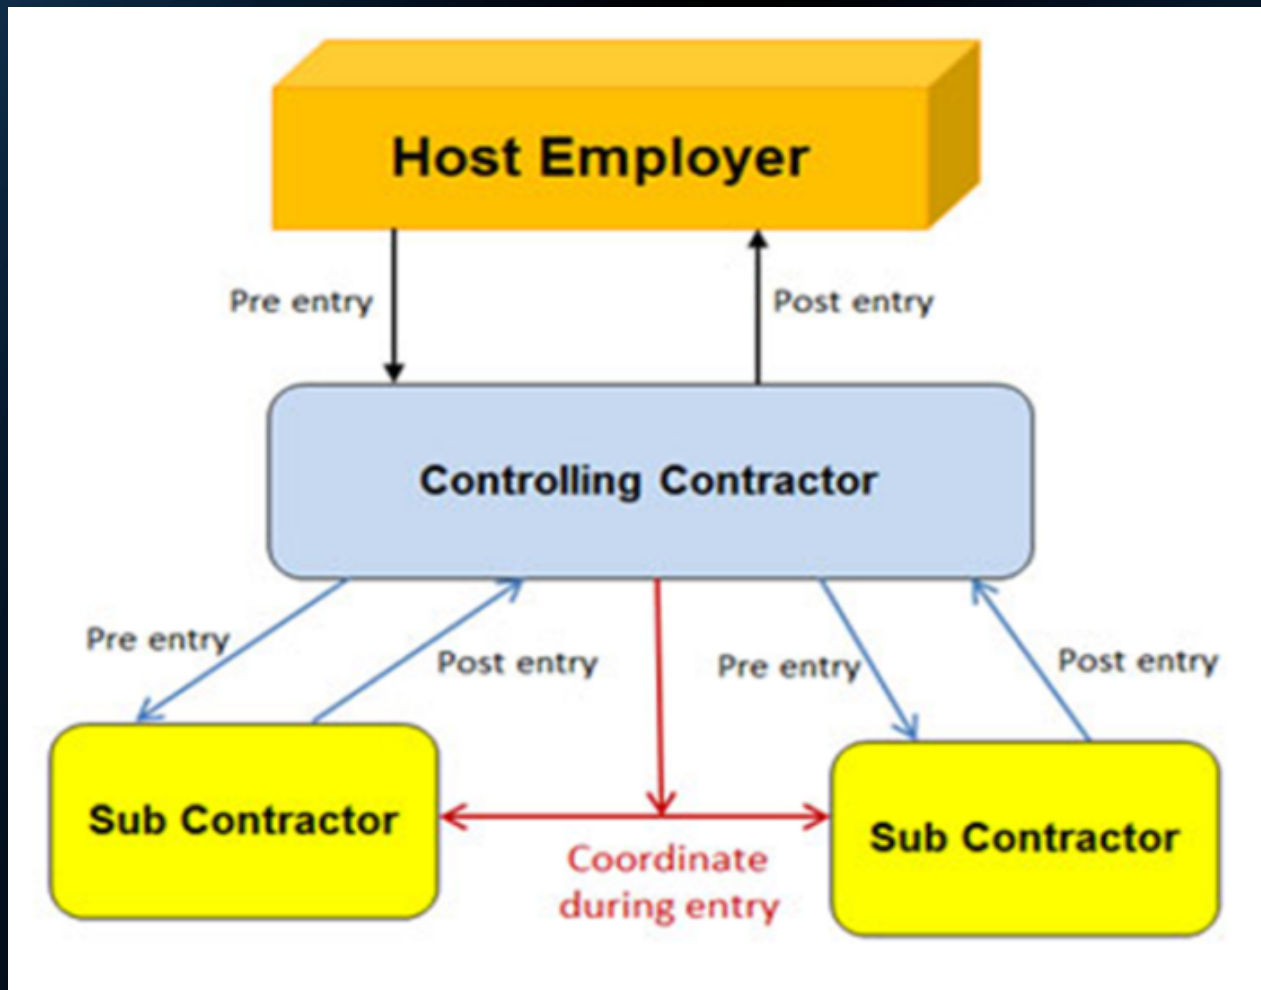 Host Employer
Pre entry
Post entry
Controlling Contractor
Pre entry
Post entry
Pre entry
Post entry
Sub Contractor
Sub Contractor
Coordinate
during entry